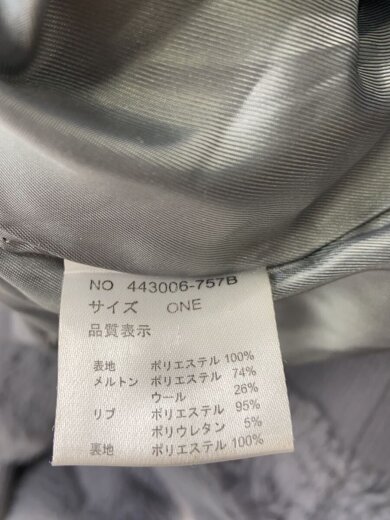 NO 443006-757B
サイズ ONE
品質表示
表地 ポリエステル 100%
メルトン ポリエステル 74%
ウール 26%
リブ ポリエステル 95%
ポリウレタン 5%
裏地 ポリエステル 100%